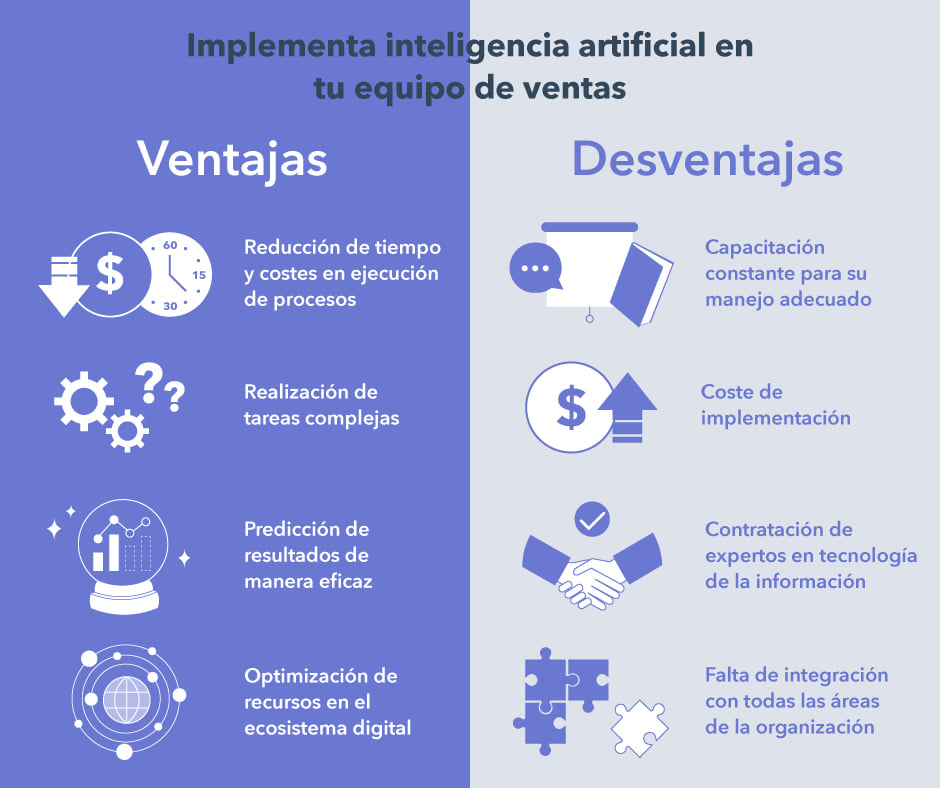 Implementa inteligencia artificial en
tu equipo de ventas
Ventajas
Reducción de tiempo
y costes en ejecución
de procesos
$
60
15
30
Realización de
tareas complejas
? ?
Predicción de
resultados de
manera eficaz
Optimización de
recursos en el
ecosistema digital
Desventajas
Capacitación
constante para su
manejo adecuado
$
Coste de
implementación
Contratación de
expertos en tecnología
de la información
Falta de integración
con todas las áreas
de la organización